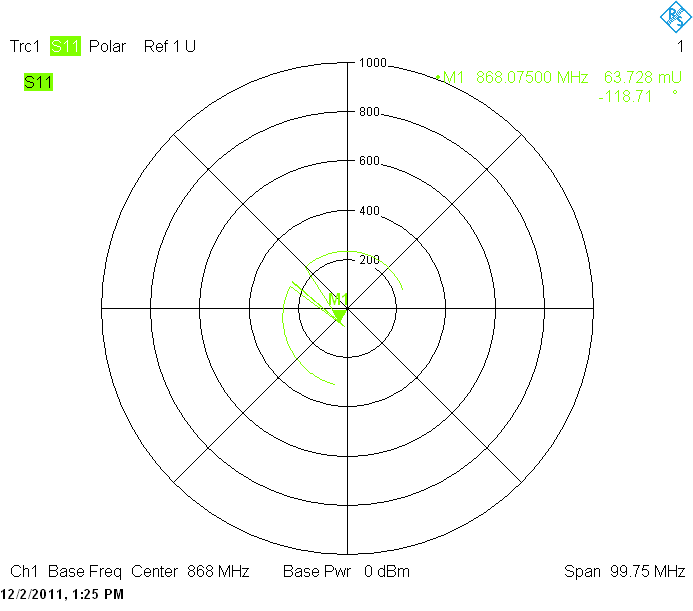 Trc1 S11 Polar Ref 1 U 1
S11
1000
•M1 868.07500 MHz 63.728 mU
-118.71 °
800
600
400
200
M1
Ch1 Base Freq Center 868 MHz Base Pwr 0 dBm Span 99.75 MHz
12/2/2011, 1:25 PM